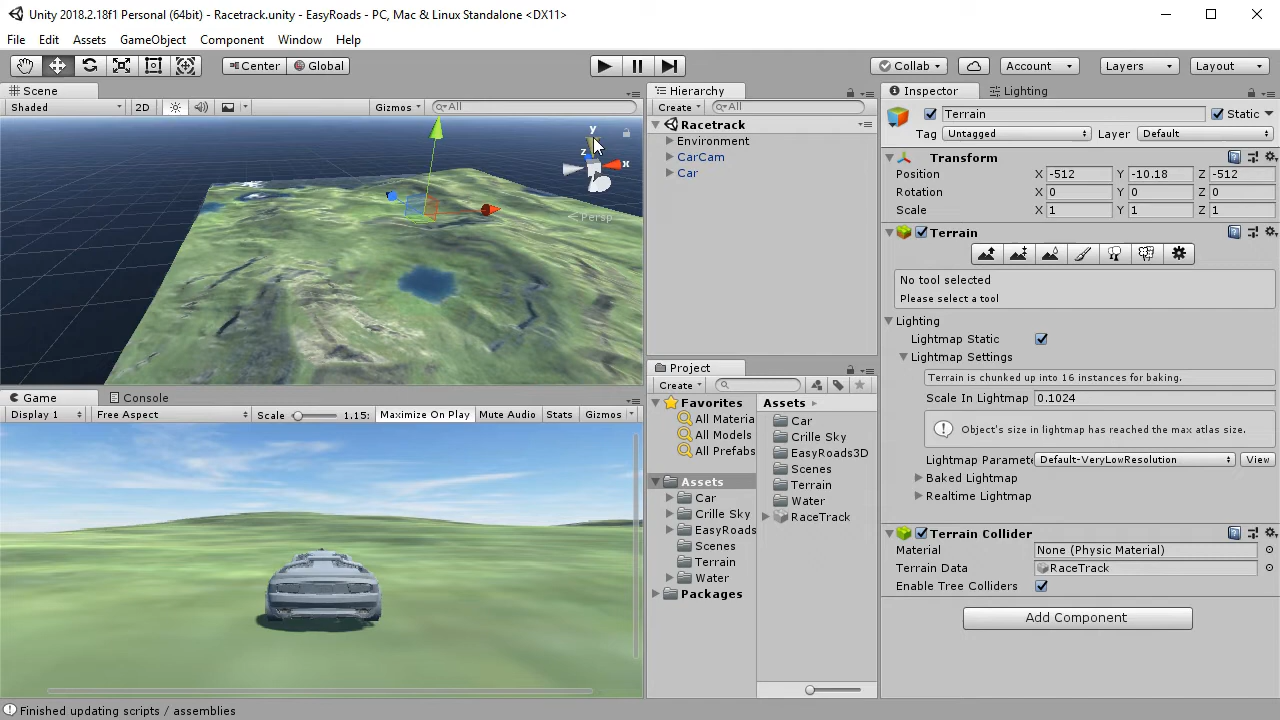 Unity 2018.2.18f1 Personal (64bit) - Racetrack.unity - EasyRoads - PC, Mac & Linux Standalone <DX11>
File Edit Assets GameObject Component Window Help
Center Global Collab Account Layers Layout
Scene
Shaded 2D Gizmos All
y
z x
Persp
Hierarchy
Create All
Racetrack
Environment
CarCam
Car
Game Console
Display 1 Free Aspect Scale 1.15: Maximize On Play Mute Audio Stats Gizmos
Project
Create
Favorites
All Materia
All Models
All Prefabs
Assets
Car
Crille Sky
EasyRoads
Scenes
Terrain
Water
Packages
Assets
Car
Crille Sky
EasyRoads3D
Scenes
Terrain
Water
RaceTrack
Inspector Lighting
Terrain Static
Tag Untagged Layer Default
Transform
Position X -512 Y -10.18 Z -512
Rotation X 0 Y 0 Z 0
Scale X 1 Y 1 Z 1
Terrain
No tool selected
Please select a tool
Lighting
Lightmap Static
Lightmap Settings
Terrain is chunked up into 16 instances for baking.
Scale In Lightmap 0.1024
Object's size in lightmap has reached the max atlas size.
Lightmap Paramete Default-VeryLowResolution View
Baked Lightmap
Realtime Lightmap
Terrain Collider
Material None (Physic Material)
Terrain Data RaceTrack
Enable Tree Colliders
Add Component
Finished updating scripts / assemblies